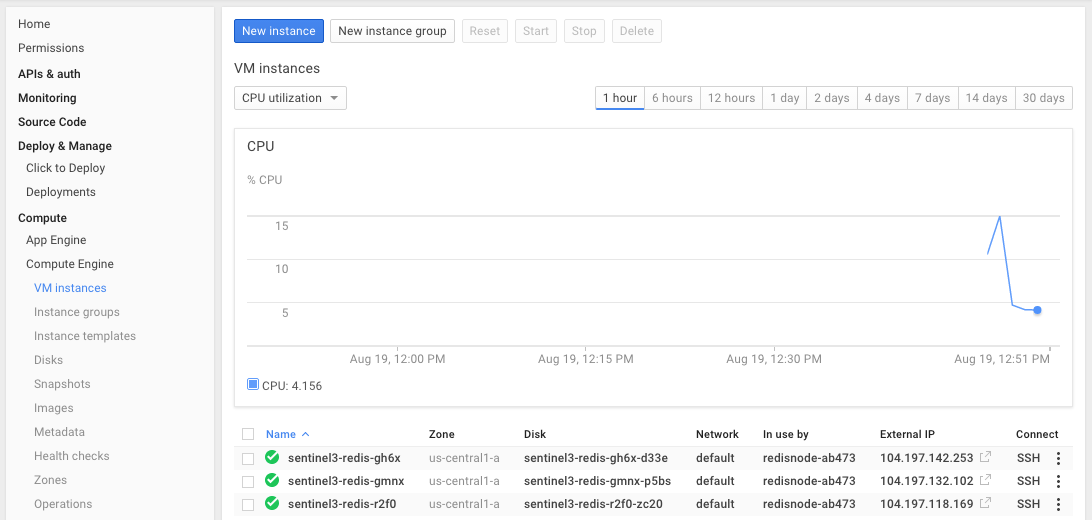 Home
Permissions
APIs & auth
Monitoring
Source Code
Deploy & Manage
Click to Deploy
Deployments
Compute
App Engine
Compute Engine
VM instances
Instance groups
Instance templates
Disks
Snapshots
Images
Metadata
Health checks
Zones
Operations
New instance New instance group Reset Start Stop Delete
VM instances
CPU utilization 1 hour 6 hours 12 hours 1 day 2 days 4 days 7 days 14 days 30 days
CPU
% CPU
15
10
5
Aug 19, 12:00 PM Aug 19, 12:15 PM Aug 19, 12:30 PM Aug 19, 12:51 PM
CPU: 4.156
Name Zone Disk Network In use by External IP Connect
sentinel3-redis-gh6x us-central1-a sentinel3-redis-gh6x-d33e default redisnode-ab473 104.197.142.253 SSH
sentinel3-redis-gmnx us-central1-a sentinel3-redis-gmnx-p5bs default redisnode-ab473 104.197.132.102 SSH
sentinel3-redis-r2f0 us-central1-a sentinel3-redis-r2f0-zc20 default redisnode-ab473 104.197.118.169 SSH